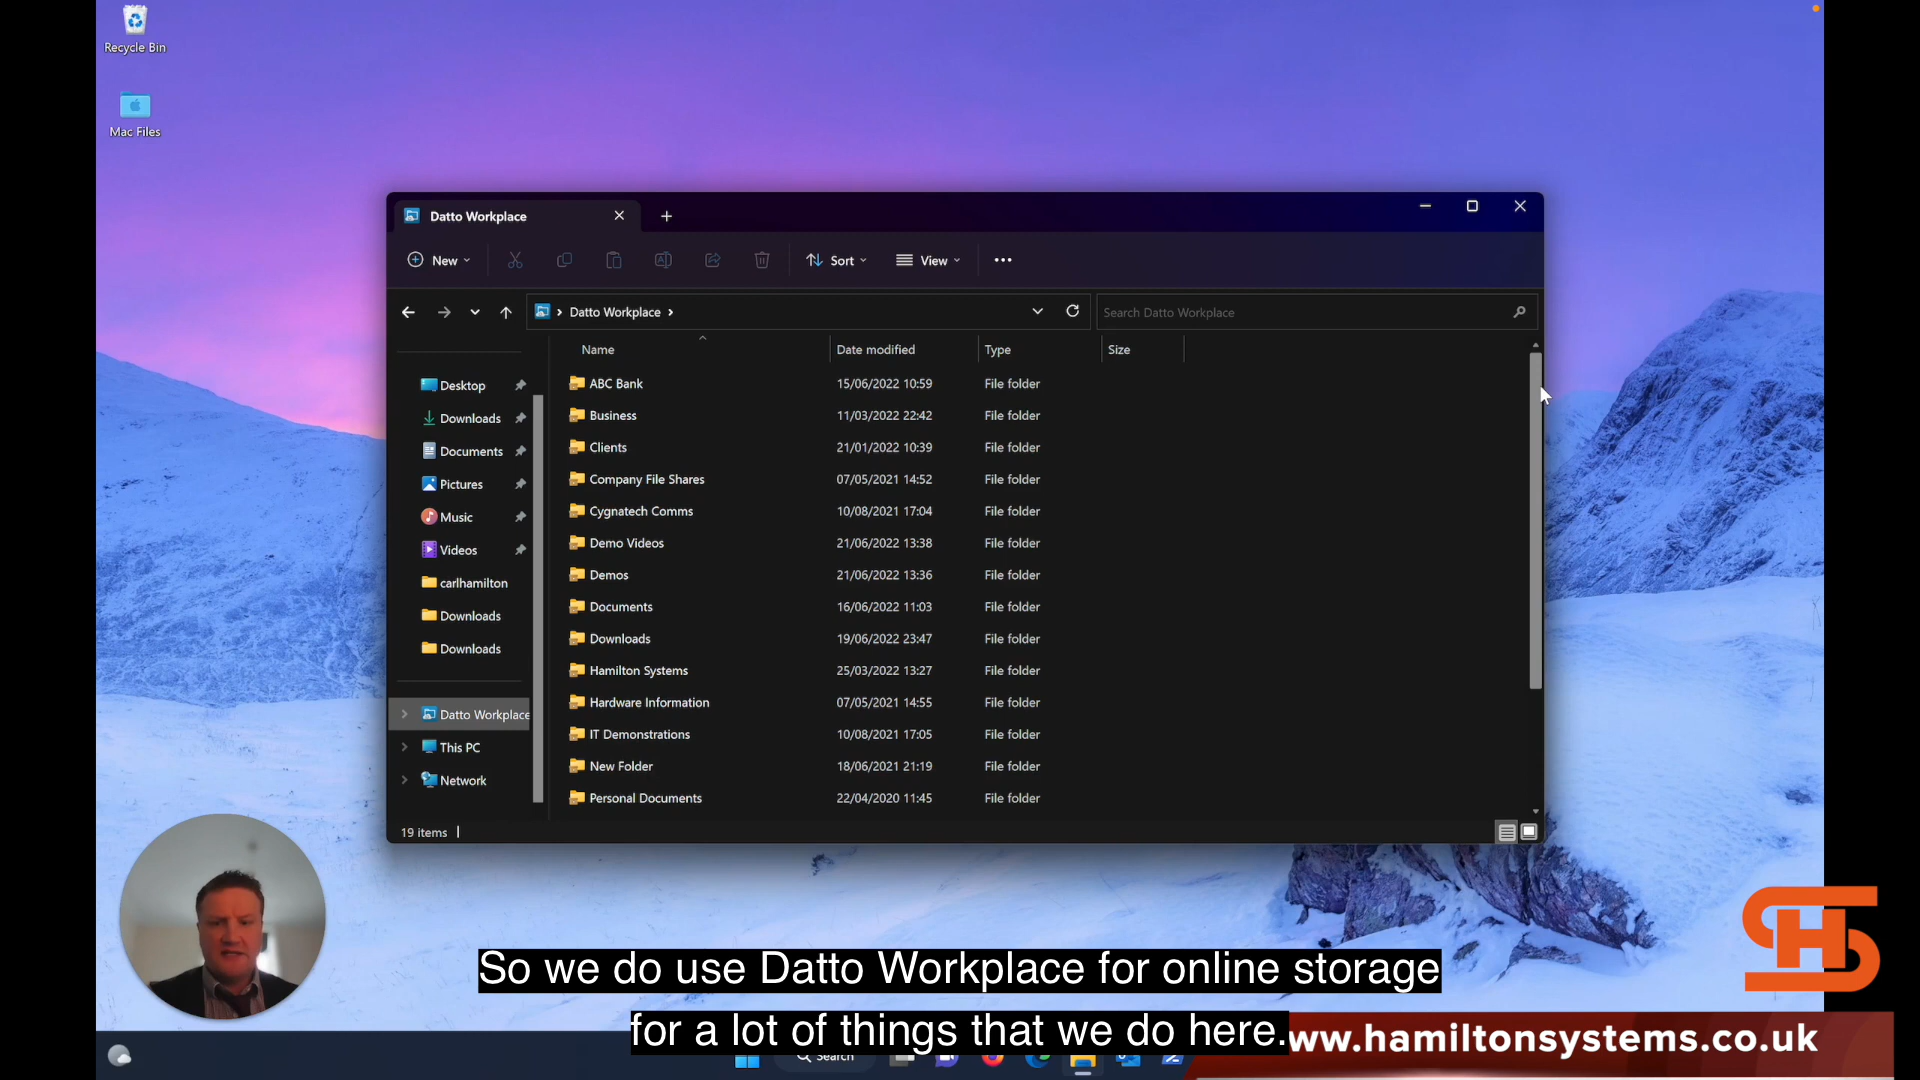 Recycle Bin
Mac Files
Datto Workplace
New
Sort
View
Datto Workplace
Search Datto Workplace
Name Date modified Type Size
ABC Bank 15/06/2022 10:59 File folder
Business 11/03/2022 22:42 File folder
Clients 21/01/2022 10:39 File folder
Company File Shares 07/05/2021 14:52 File folder
Cygnatech Comms 10/08/2021 17:04 File folder
Demo Videos 21/06/2022 13:38 File folder
Demos 21/06/2022 13:36 File folder
Documents 16/06/2022 11:03 File folder
Downloads 19/06/2022 23:47 File folder
Hamilton Systems 25/03/2022 13:27 File folder
Hardware Information 07/05/2021 14:55 File folder
IT Demonstrations 10/08/2021 17:05 File folder
New Folder 18/06/2021 21:19 File folder
Personal Documents 22/04/2020 11:45 File folder
Desktop
Downloads
Documents
Pictures
Music
Videos
carlhamilton
Downloads
Downloads
Datto Workplace
This PC
Network
19 items
So we do use Datto Workplace for online storage
for a lot of things that we do here.
HS
www.hamiltonsystems.co.uk
Search